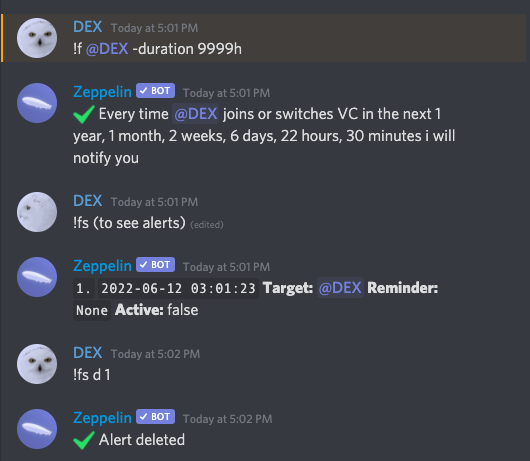 DEX Today at 5:01 PM
!f @DEX -duration 9999h
Zeppelin ✓ BOT Today at 5:01 PM
Every time @DEX joins or switches VC in the next 1
year, 1 month, 2 weeks, 6 days, 22 hours, 30 minutes i will
notify you
DEX Today at 5:01 PM
!fs (to see alerts) (edited)
Zeppelin ✓ BOT Today at 5:01 PM
1. 2022-06-12 03:01:23 Target: @DEX Reminder:
None Active: false
DEX Today at 5:02 PM
!fs d 1
Zeppelin ✓ BOT Today at 5:02 PM
Alert deleted